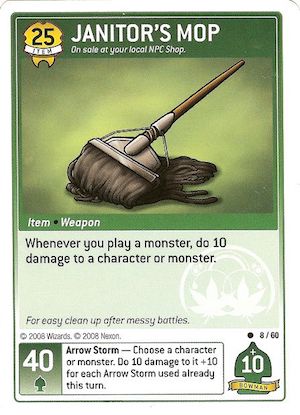 25
ITEM
JANITOR'S MOP
On sale at your local NPC Shop.
Item • Weapon
Whenever you play a monster, do 10
damage to a character or monster.
For easy clean up after messy battles.
© 2008 Wizards. © 2008 Nexon.
● 8 / 60
40
Arrow Storm — Choose a character
or monster. Do 10 damage to it +10
for each Arrow Storm used already
this turn.
+
10
BOWMAN